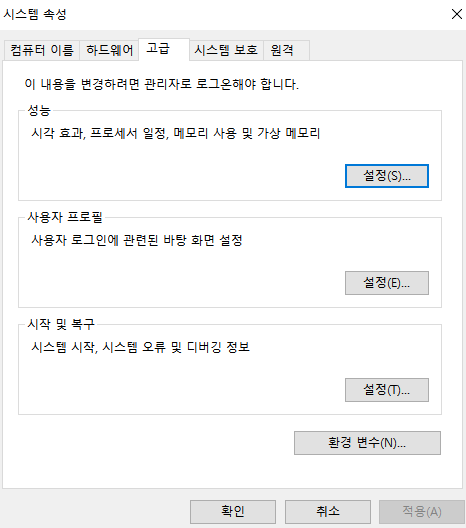 시스템 속성
컴퓨터 이름 하드웨어 고급 시스템 보호 원격
이 내용을 변경하려면 관리자로 로그온해야 합니다.
성능
시각 효과, 프로세서 일정, 메모리 사용 및 가상 메모리
설정(S)...
사용자 프로필
사용자 로그인에 관련된 바탕 화면 설정
설정(E)...
시작 및 복구
시스템 시작, 시스템 오류 및 디버깅 정보
설정(T)...
환경 변수(N)...
확인 취소 적용(A)